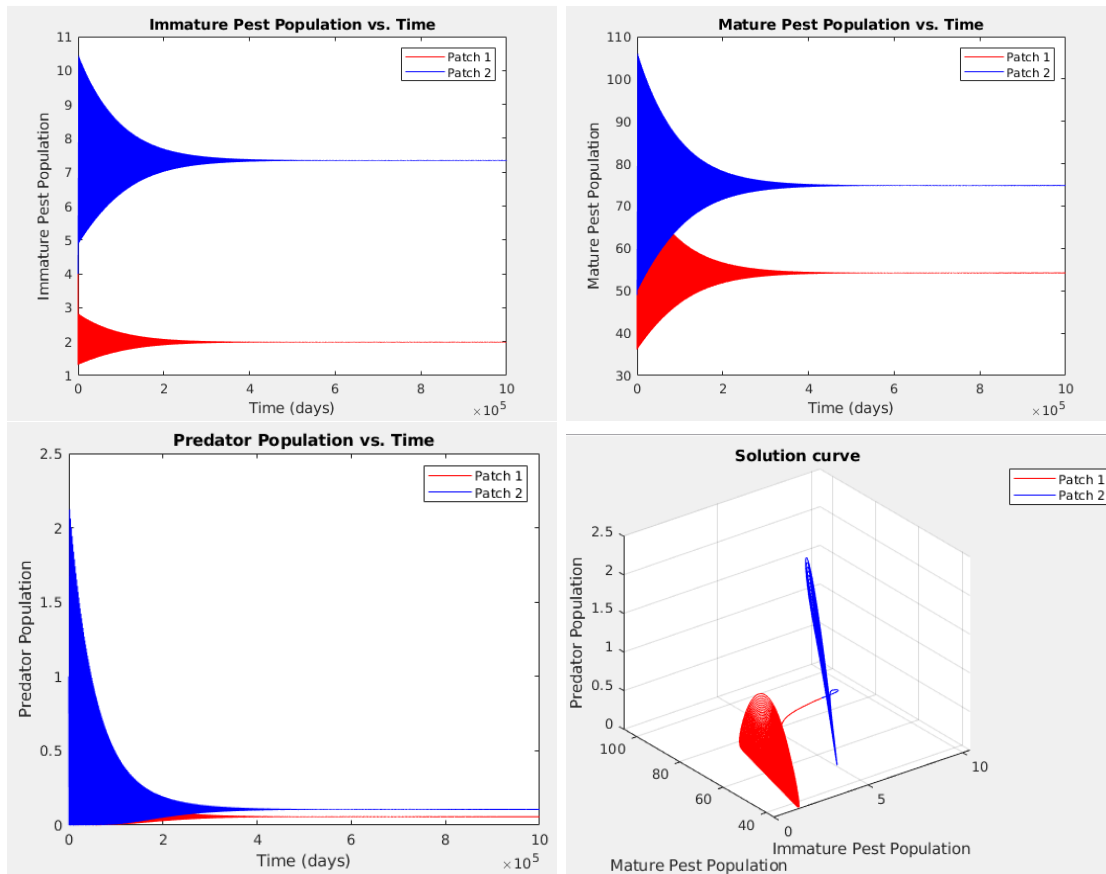 Immature Pest Population vs. Time
11
10
9
8
7
6
5
4
3
2
1
Immature Pest Population
0
2
4
6
8
10
×10^5
Time (days)
Patch 1
Patch 2
Mature Pest Population vs. Time
110
100
90
80
70
60
50
40
30
Mature Pest Population
0
2
4
6
8
10
×10^5
Time (days)
Patch 1
Patch 2
Predator Population vs. Time
2.5
2
1.5
1
0.5
0
Predator Population
0
2
4
6
8
10
×10^5
Time (days)
Patch 1
Patch 2
Solution curve
Patch 1
Patch 2
2.5
2
1.5
1
0.5
0
Predator Population
100
80
60
40
0
5
10
Immature Pest Population
Mature Pest Population